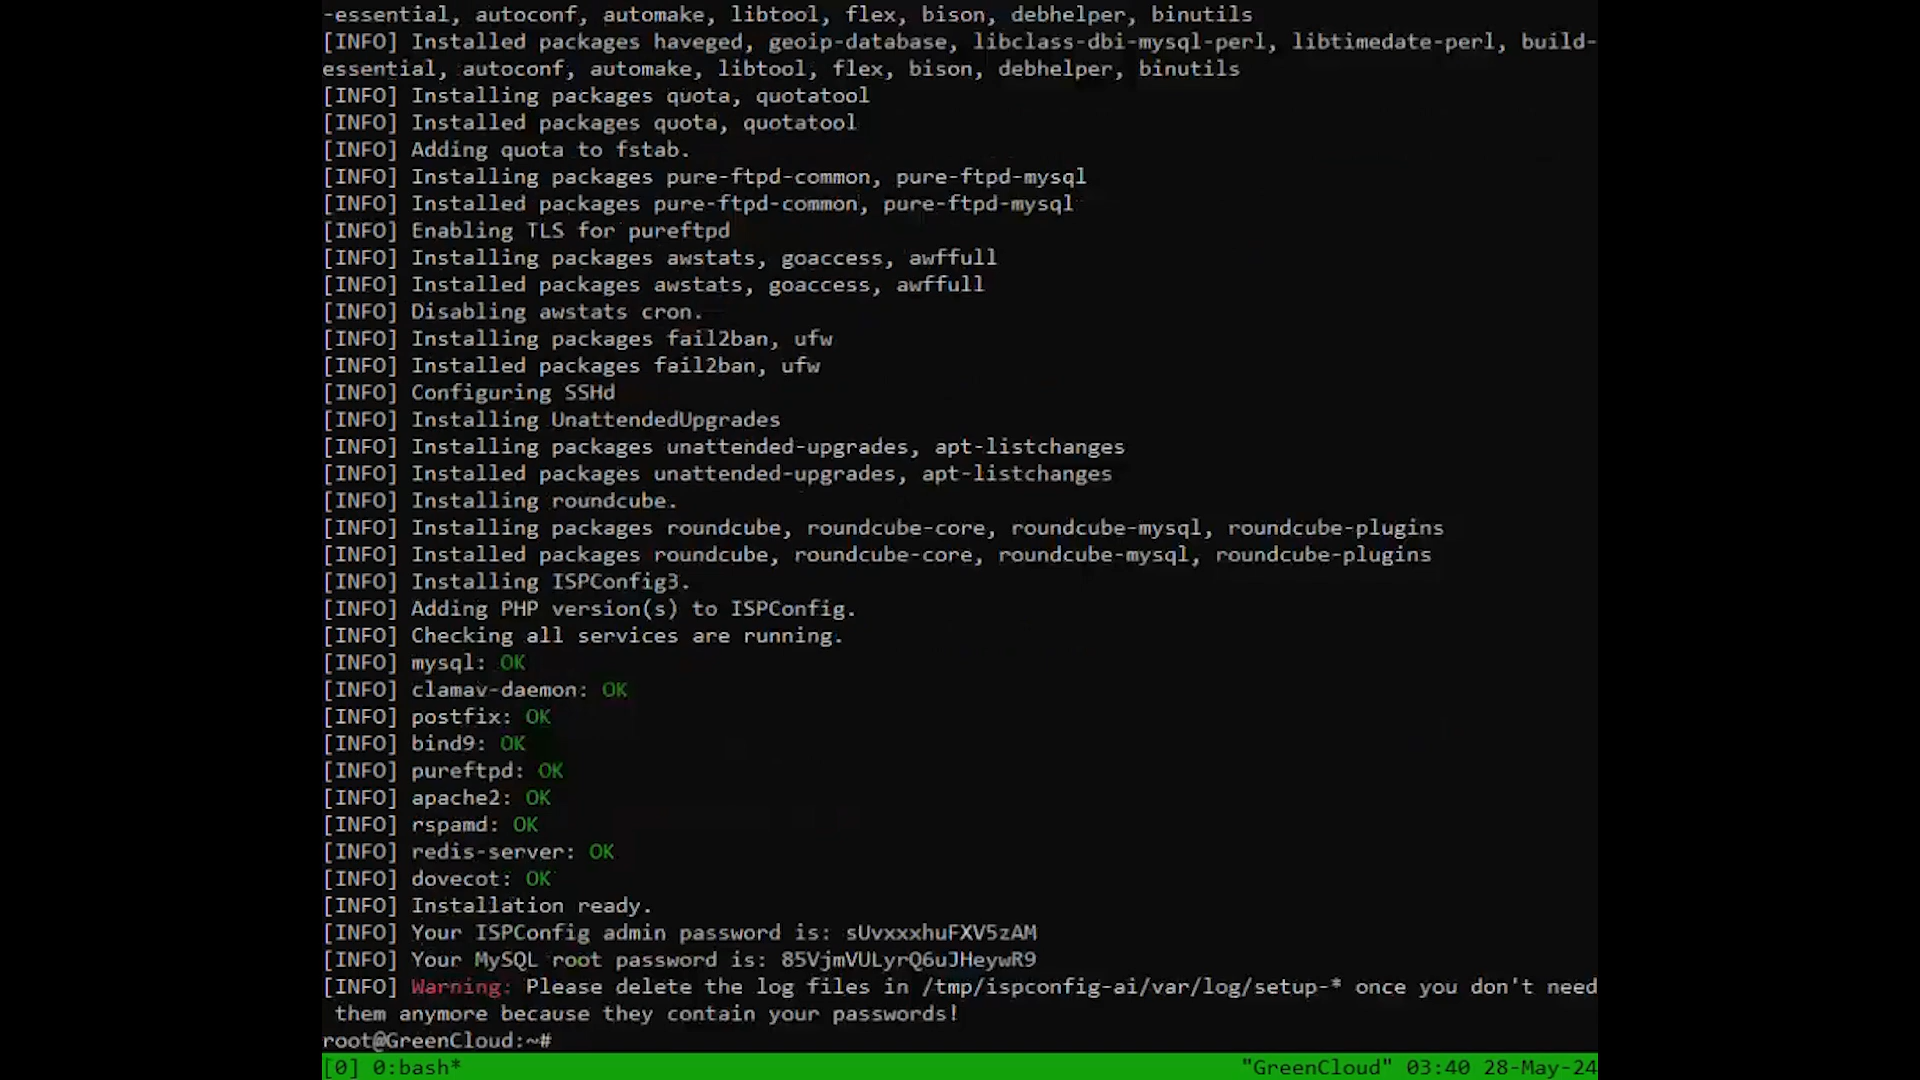 -essential, autoconf, automake, libtool, flex, bison, debhelper, binutils
[INFO] Installed packages haveged, geoip-database, libclass-dbi-mysql-perl, libtimedate-perl, build-
essential, autoconf, automake, libtool, flex, bison, debhelper, binutils
[INFO] Installing packages quota, quotatool
[INFO] Installed packages quota, quotatool
[INFO] Adding quota to fstab.
[INFO] Installing packages pure-ftpd-common, pure-ftpd-mysql
[INFO] Installed packages pure-ftpd-common, pure-ftpd-mysql
[INFO] Enabling TLS for pureftpd
[INFO] Installing packages awstats, goaccess, awffull
[INFO] Installed packages awstats, goaccess, awffull
[INFO] Disabling awstats cron.
[INFO] Installing packages fail2ban, ufw
[INFO] Installed packages fail2ban, ufw
[INFO] Configuring SSHd
[INFO] Installing UnattendedUpgrades
[INFO] Installing packages unattended-upgrades, apt-listchanges
[INFO] Installed packages unattended-upgrades, apt-listchanges
[INFO] Installing roundcube.
[INFO] Installing packages roundcube, roundcube-core, roundcube-mysql, roundcube-plugins
[INFO] Installed packages roundcube, roundcube-core, roundcube-mysql, roundcube-plugins
[INFO] Installing ISPConfig3.
[INFO] Adding PHP version(s) to ISPConfig.
[INFO] Checking all services are running.
[INFO] mysql: OK
[INFO] clamav-daemon: OK
[INFO] postfix: OK
[INFO] bind9: OK
[INFO] pureftpd: OK
[INFO] apache2: OK
[INFO] rspamd: OK
[INFO] redis-server: OK
[INFO] dovecot: OK
[INFO] Installation ready.
[INFO] Your ISPConfig admin password is: sUvxxxhuFXV5zAM
[INFO] Your MySQL root password is: 85VjmVULyrQ6uJHeywR9
[INFO] Warning: Please delete the log files in /tmp/ispconfig-ai/var/log/setup-* once you don't need
them anymore because they contain your passwords!
root@GreenCloud:~#
[0] 0:bash* "GreenCloud" 03:40 28-May-24